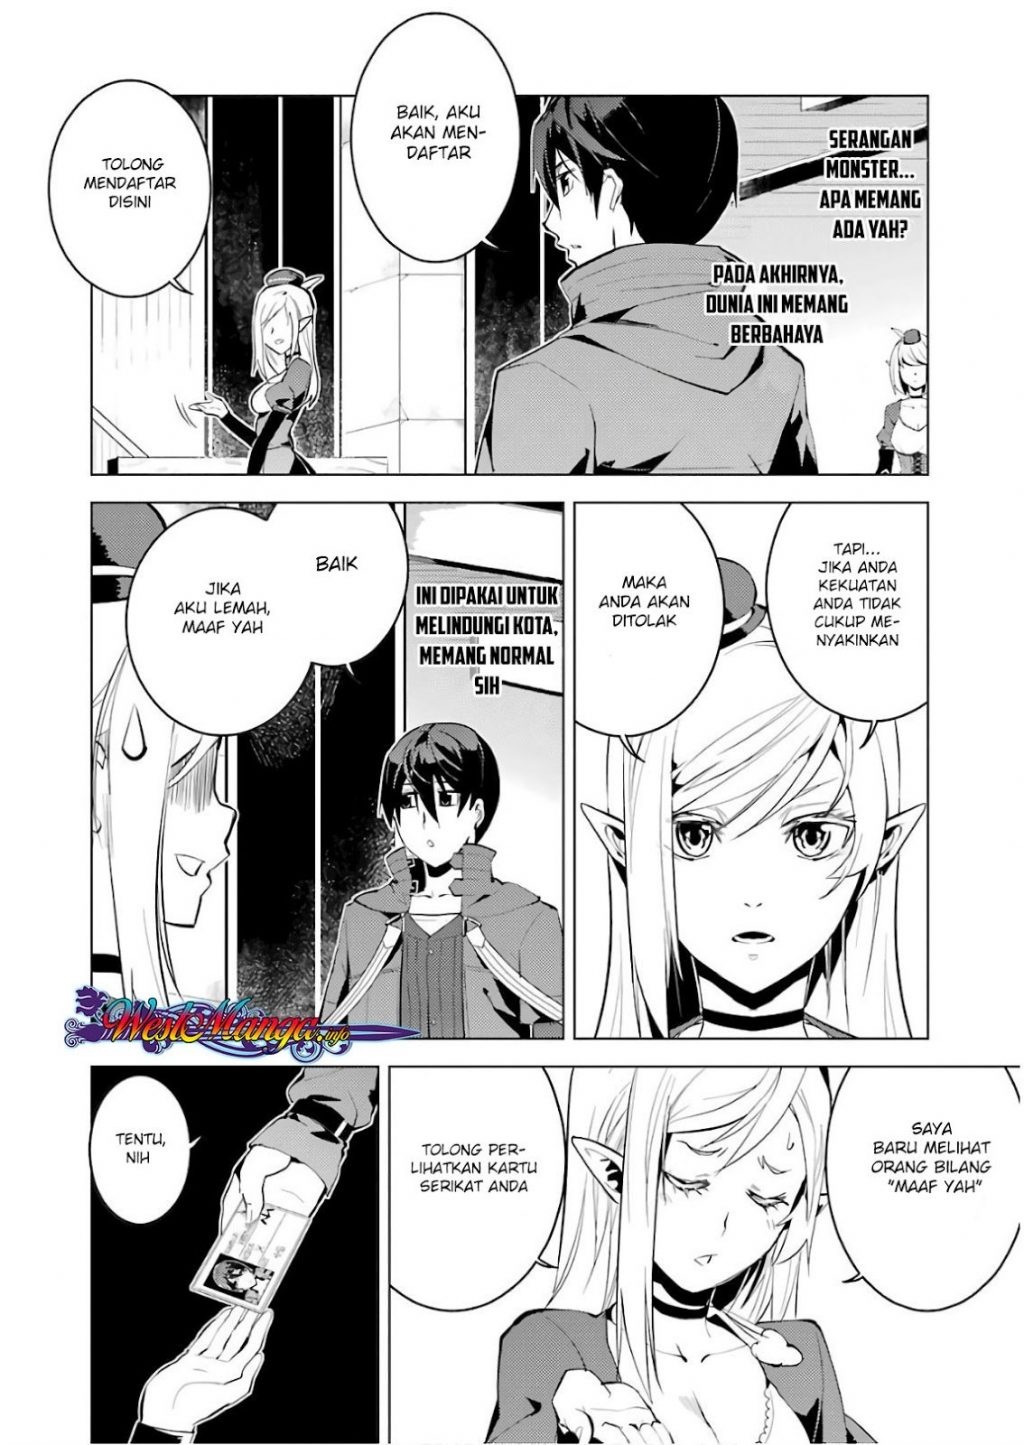 SERANGAN
MONSTER...
APA MEMANG
ADA YAH?
PADA AKHIRNYA,
DUNIA INI MEMANG
BERBAHAYA
BAIK, AKU
AKAN MEN-
DAFTAR
TOLONG
MENDAFTAR
DISINI
TAPI...
JIKA ANDA
KEKUATAN
ANDA TIDAK
CUKUP ME-
NYAKINKAN
MAKA
ANDA AKAN
DITOLAK
INI DIPAKAI UNTUK
MELINDUNGI KOTA,
MEMANG NORMAL
SIH
BAIK
JIKA
AKU LEMAH,
MAAF YAH
WestManga.info
SAYA
BARU MELIHAT
ORANG BILANG
"MAAF YAH"
TOLONG PER-
LIHATKAN KARTU
SERIKAT ANDA
TENTU,
NIH